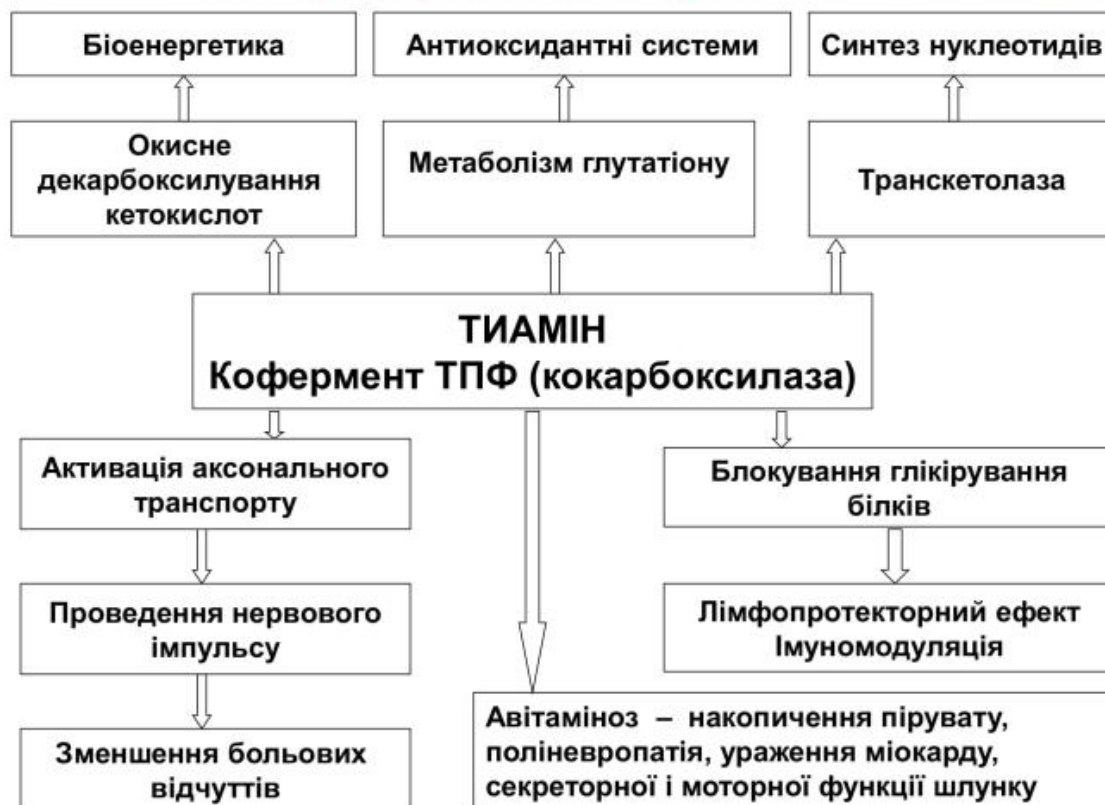 Біоенергетика
Антиоксидантні системи
Синтез нуклеотидів
Окисне
декарбоксилування
кетокислот
Метаболізм глутатіону
Транскетолаза
ТИАМІН
Кофермент ТПФ (кокарбоксилаза)
Активація аксонального
транспорту
Блокування глікірування
білків
Проведення нервового
імпульсу
Лімфопротекторний ефект
Імуномодуляція
Зменшення больових
відчуттів
Авітаміноз – накопичення пірувату,
поліневропатія, ураження міокарду,
секреторної і моторної функції шлунку